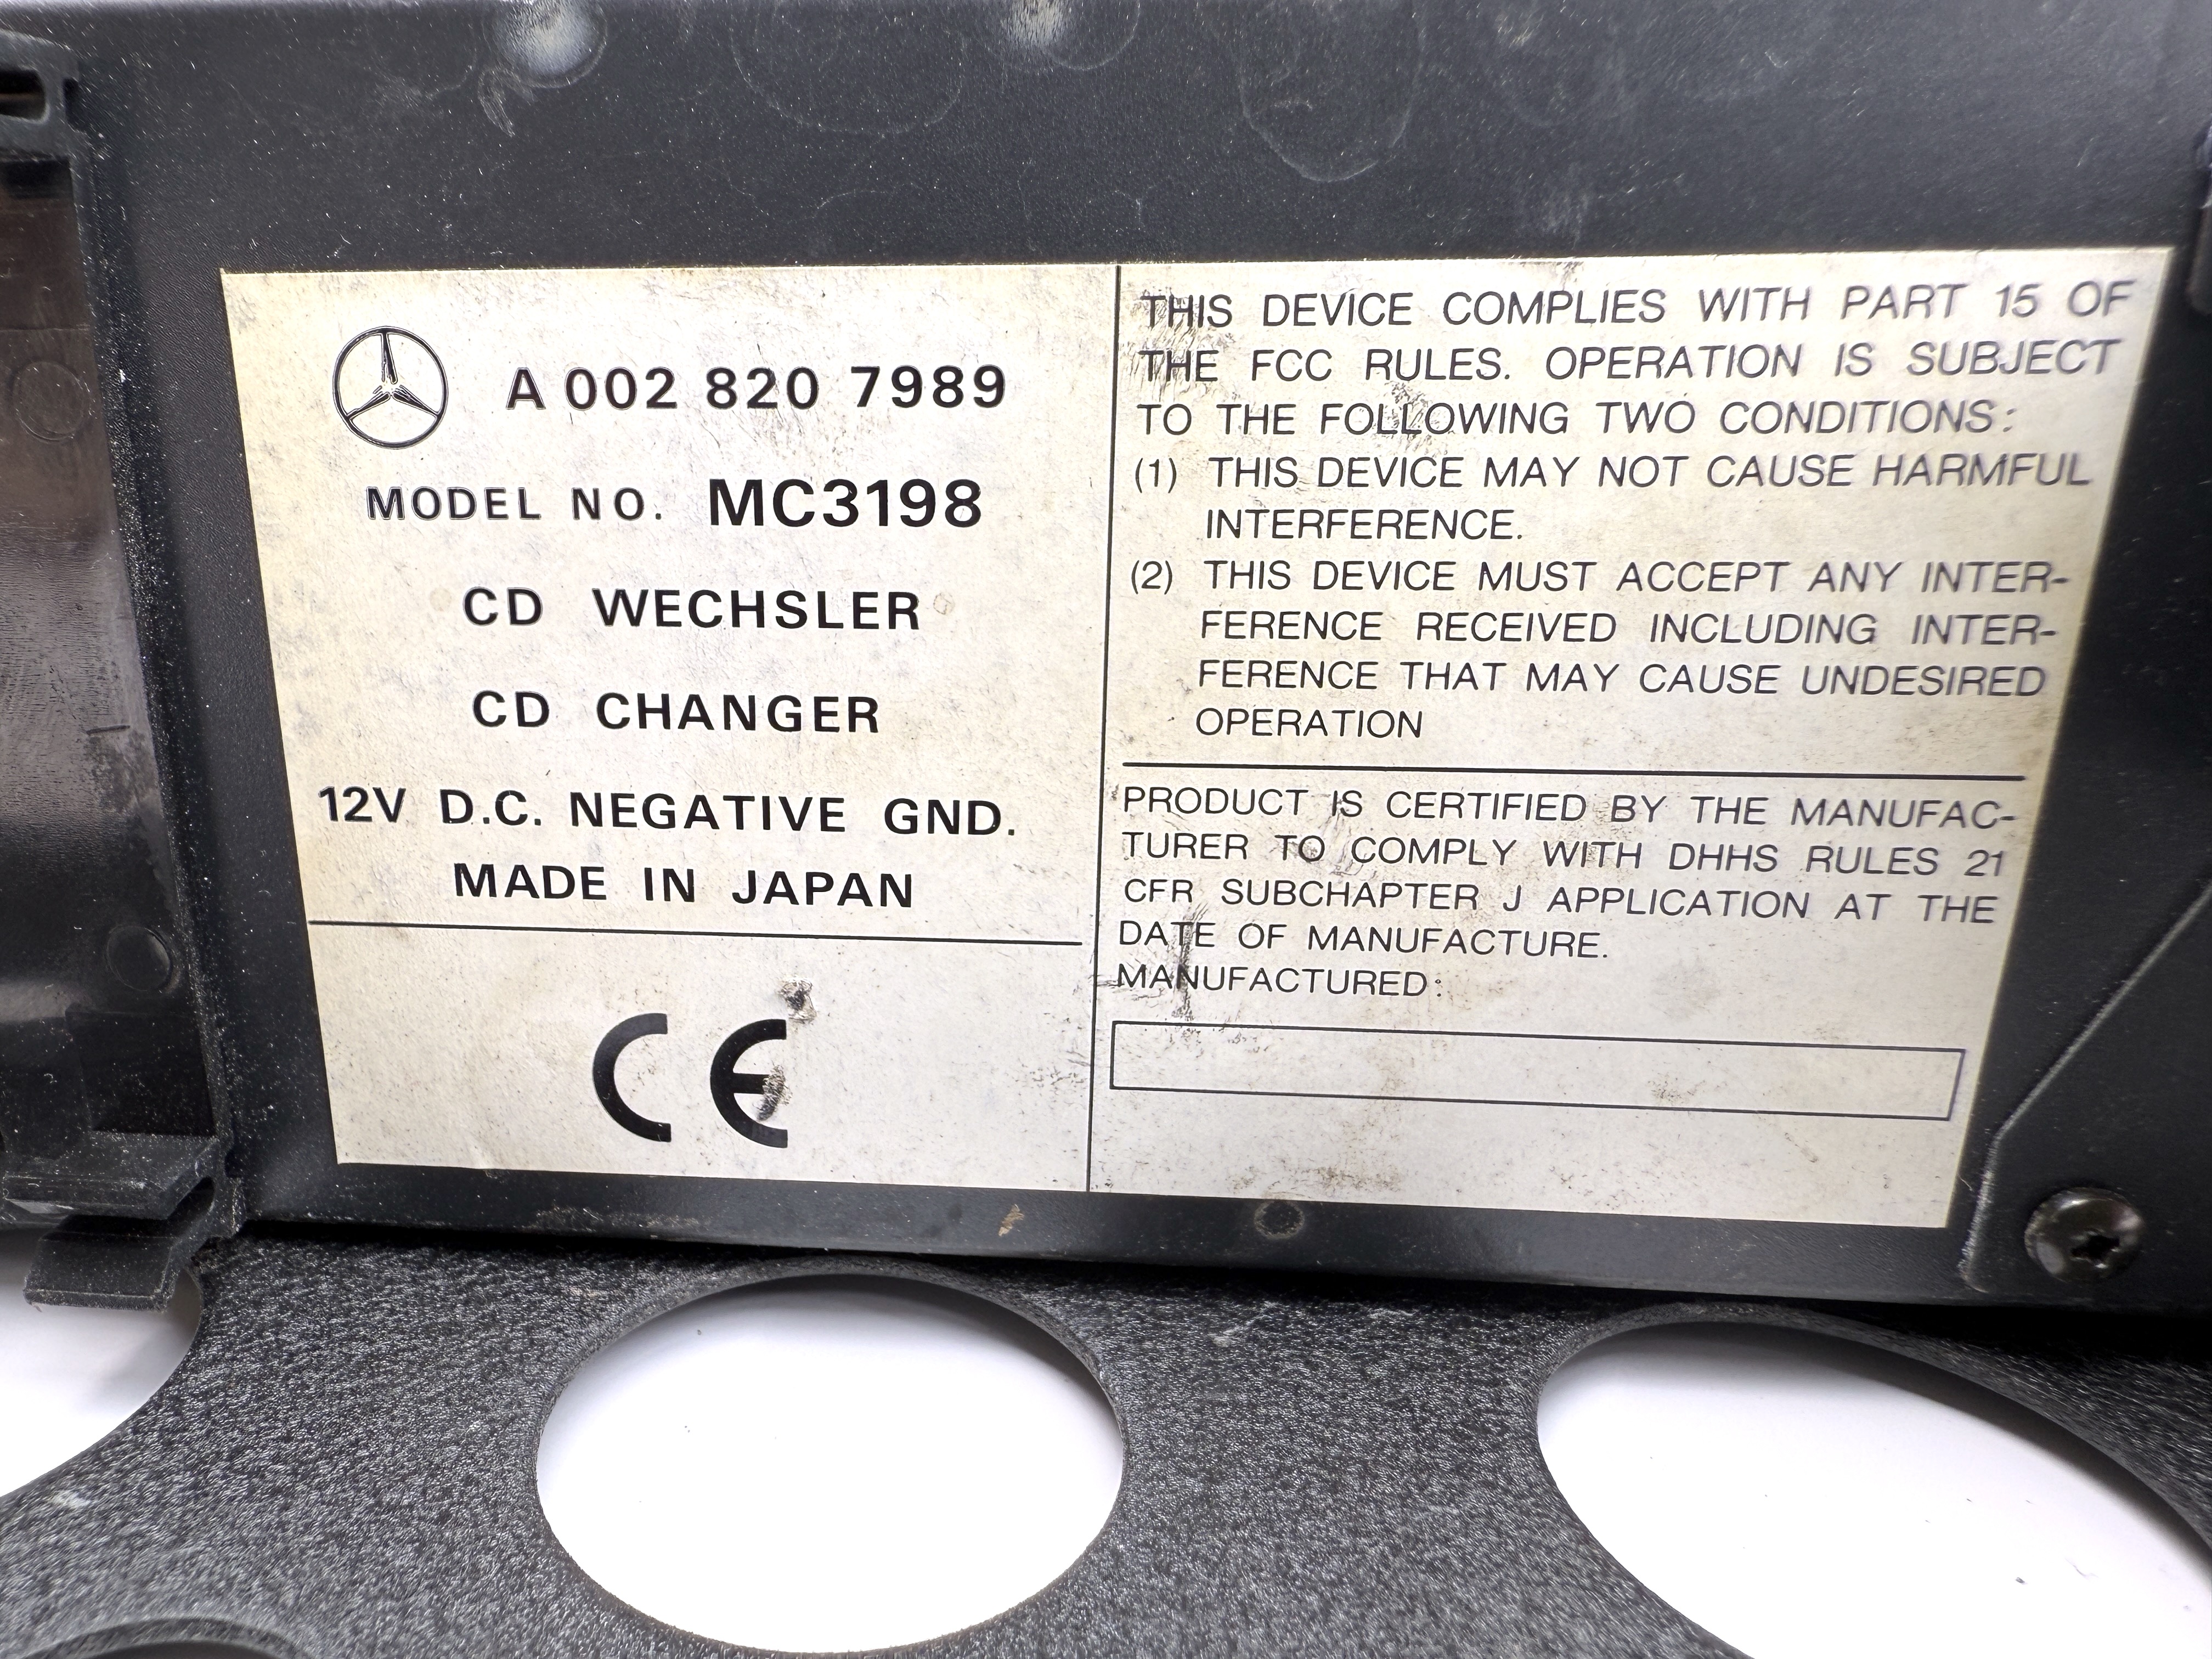 A 002 820 7989
MODEL NO. MC3198
CD WECHSLER
CD CHANGER
12V D.C. NEGATIVE GND.
MADE IN JAPAN
CE
THIS DEVICE COMPLIES WITH PART 15 OF
THE FCC RULES. OPERATION IS SUBJECT
TO THE FOLLOWING TWO CONDITIONS:
(1) THIS DEVICE MAY NOT CAUSE HARMFUL
INTERFERENCE.
(2) THIS DEVICE MUST ACCEPT ANY INTER-
FERENCE RECEIVED INCLUDING INTER-
FERENCE THAT MAY CAUSE UNDESIRED
OPERATION
PRODUCT IS CERTIFIED BY THE MANUFAC-
TURER TO COMPLY WITH DHHS RULES 21
CFR SUBCHAPTER J APPLICATION AT THE
DATE OF MANUFACTURE.
MANUFACTURED: